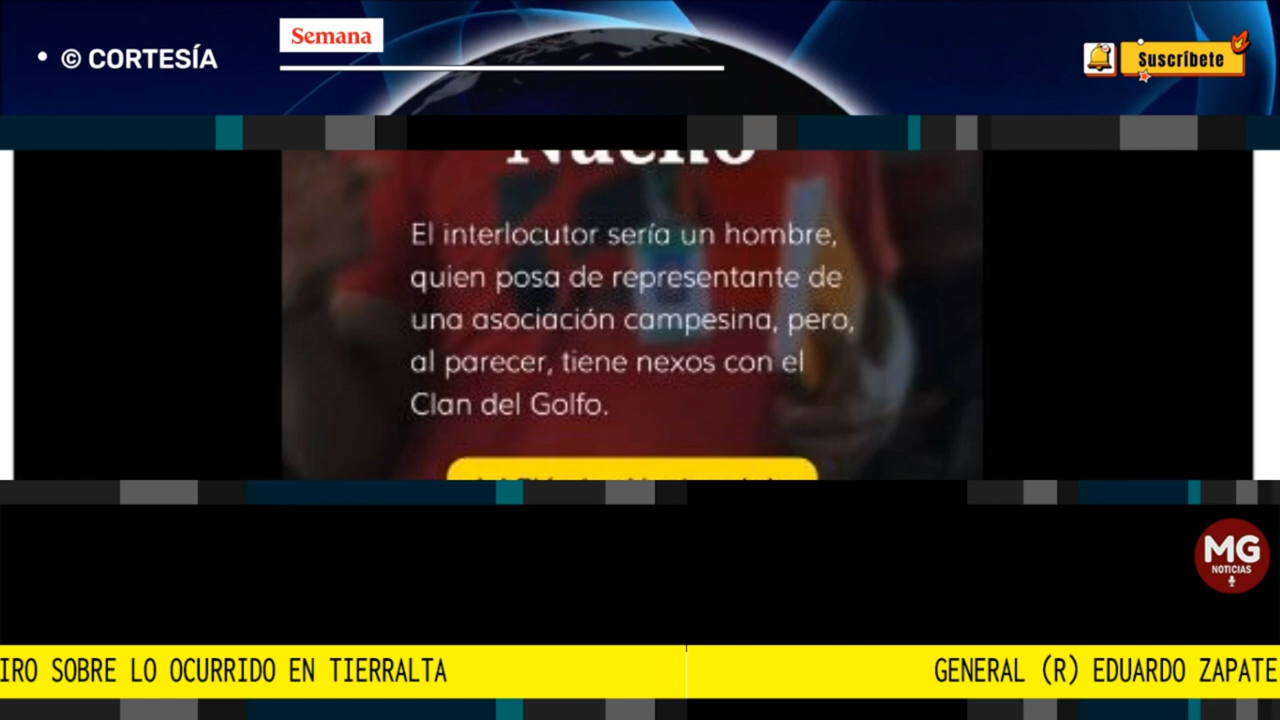 • © CORTESÍA
Semana
Suscríbete
Nacho
El interlocutor sería un hombre,
quien posa de representante de
una asociación campesina, pero,
al parecer, tiene nexos con el
Clan del Golfo.
MG
NOTICIAS
IRO SOBRE LO OCURRIDO EN TIERRALTA
GENERAL (R) EDUARDO ZAPATE